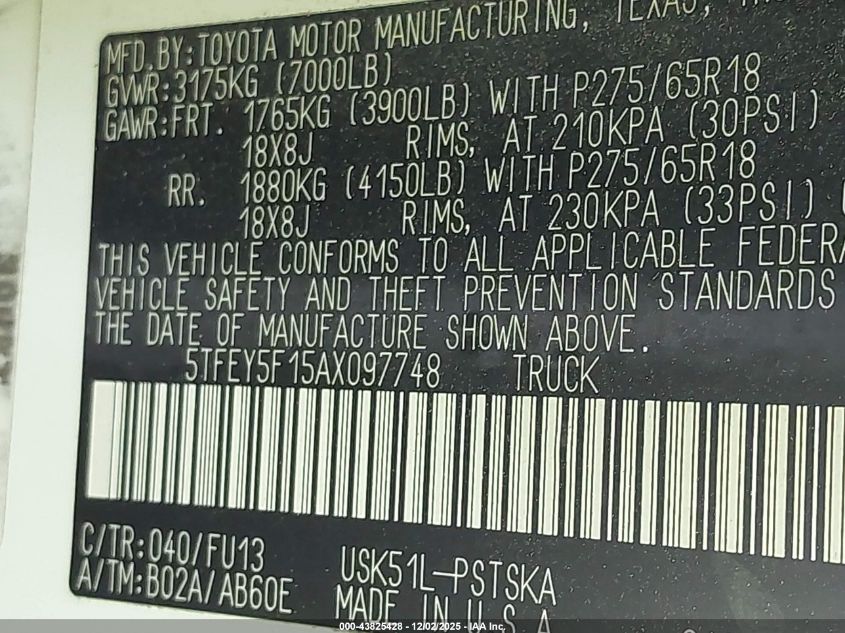 MFD.BY:TOYOTA MOTOR MANUFACTURING, TEXAS,
GVWR:3175KG (7000LB)
GAWR:FRT. 1765KG (3900LB) WITH P275/65R18
18X8J RIMS, AT 210KPA (30PSI)
RR. 1880KG (4150LB) WITH P275/65R18
18X8J RIMS, AT 230KPA (33PSI)
THIS VEHICLE CONFORMS TO ALL APPLICABLE FEDERA
VEHICLE SAFETY AND THEFT PREVENTION STANDARDS
THE DATE OF MANUFACTURE SHOWN ABOVE.
5TFEY5F15AX097748 TRUCK
C/TR:040/FU13 USK51L-PSTSKA
A/TM:B02A/AB60E MADE IN U.S.A
000-43825428 - 12/02/2025 - IAA Inc.